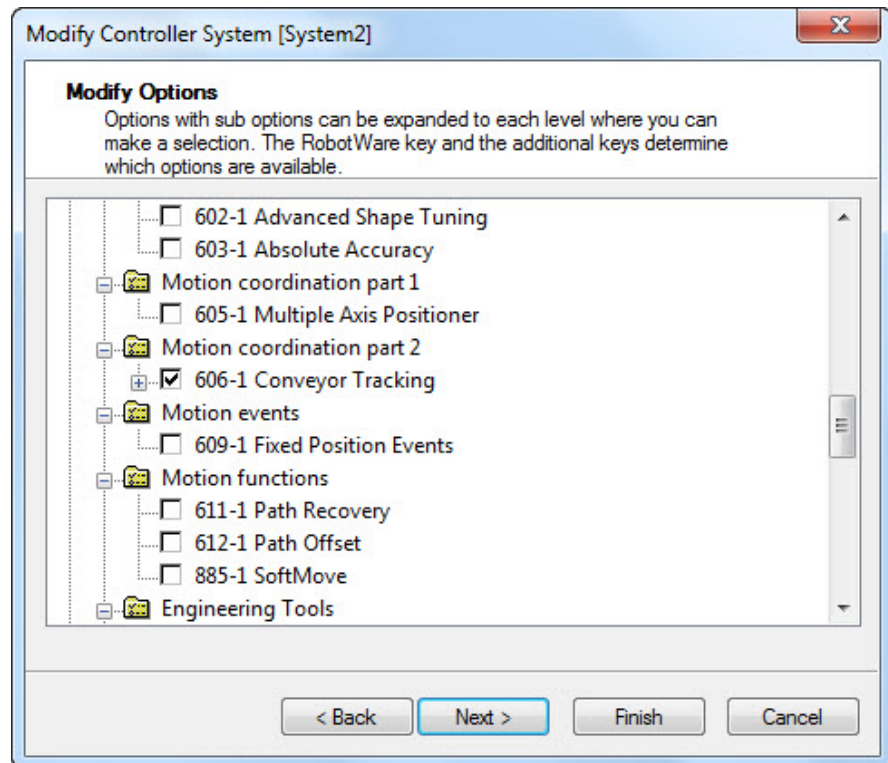 Modify Controller System [System2]
Modify Options
Options with sub options can be expanded to each level where you can
make a selection. The RobotWare key and the additional keys determine
which options are available.
602-1 Advanced Shape Tuning
603-1 Absolute Accuracy
Motion coordination part 1
605-1 Multiple Axis Positioner
Motion coordination part 2
606-1 Conveyor Tracking
Motion events
609-1 Fixed Position Events
Motion functions
611-1 Path Recovery
612-1 Path Offset
885-1 SoftMove
Engineering Tools
< Back Next > Finish Cancel